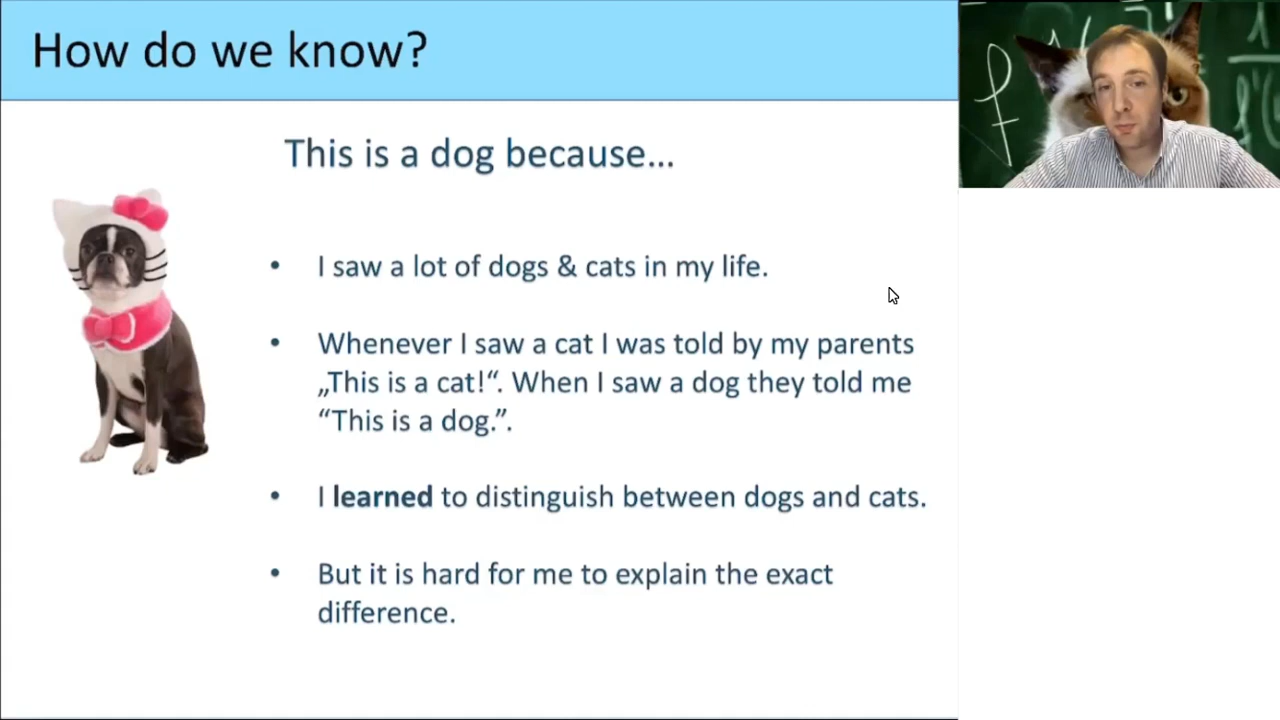 How do we know?
This is a dog because...
• I saw a lot of dogs & cats in my life.
• Whenever I saw a cat I was told by my parents
„This is a cat!“. When I saw a dog they told me
“This is a dog.”.
• I learned to distinguish between dogs and cats.
• But it is hard for me to explain the exact
difference.